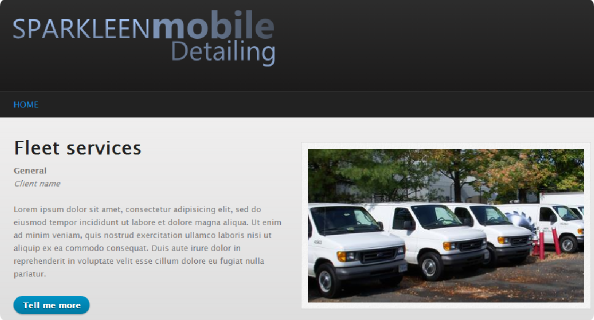 SPARKLEENmobile
Detailing
HOME
Fleet services
General
Client name
Lorem ipsum dolor sit amet, consectetur adipisicing elit, sed do
eiusmod tempor incididunt ut labore et dolore magna aliqua. Ut enim
ad minim veniam, quis nostrud exercitation ullamco laboris nisi ut
aliquip ex ea commodo consequat. Duis aute irure dolor in
reprehenderit in voluptate velit esse cillum dolore eu fugiat nulla
pariatur.
Tell me more